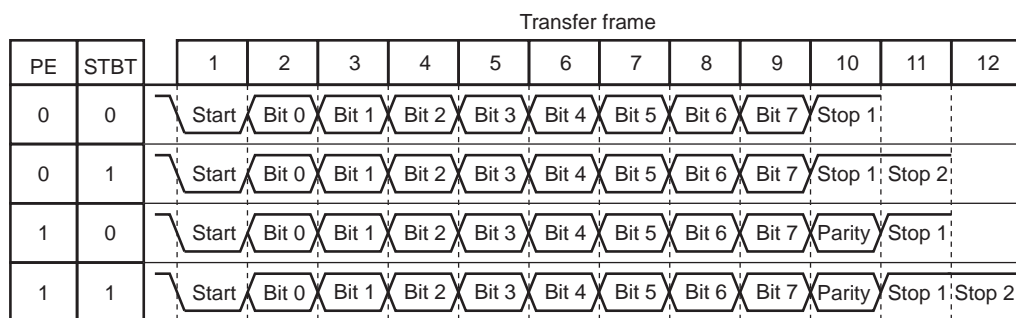 Transfer frame
PE STBT 1 2 3 4 5 6 7 8 9 10 11 12
0 0 Start Bit 0 Bit 1 Bit 2 Bit 3 Bit 4 Bit 5 Bit 6 Bit 7 Stop 1
0 1 Start Bit 0 Bit 1 Bit 2 Bit 3 Bit 4 Bit 5 Bit 6 Bit 7 Stop 1 Stop 2
1 0 Start Bit 0 Bit 1 Bit 2 Bit 3 Bit 4 Bit 5 Bit 6 Bit 7 Parity Stop 1
1 1 Start Bit 0 Bit 1 Bit 2 Bit 3 Bit 4 Bit 5 Bit 6 Bit 7 Parity Stop 1 Stop 2